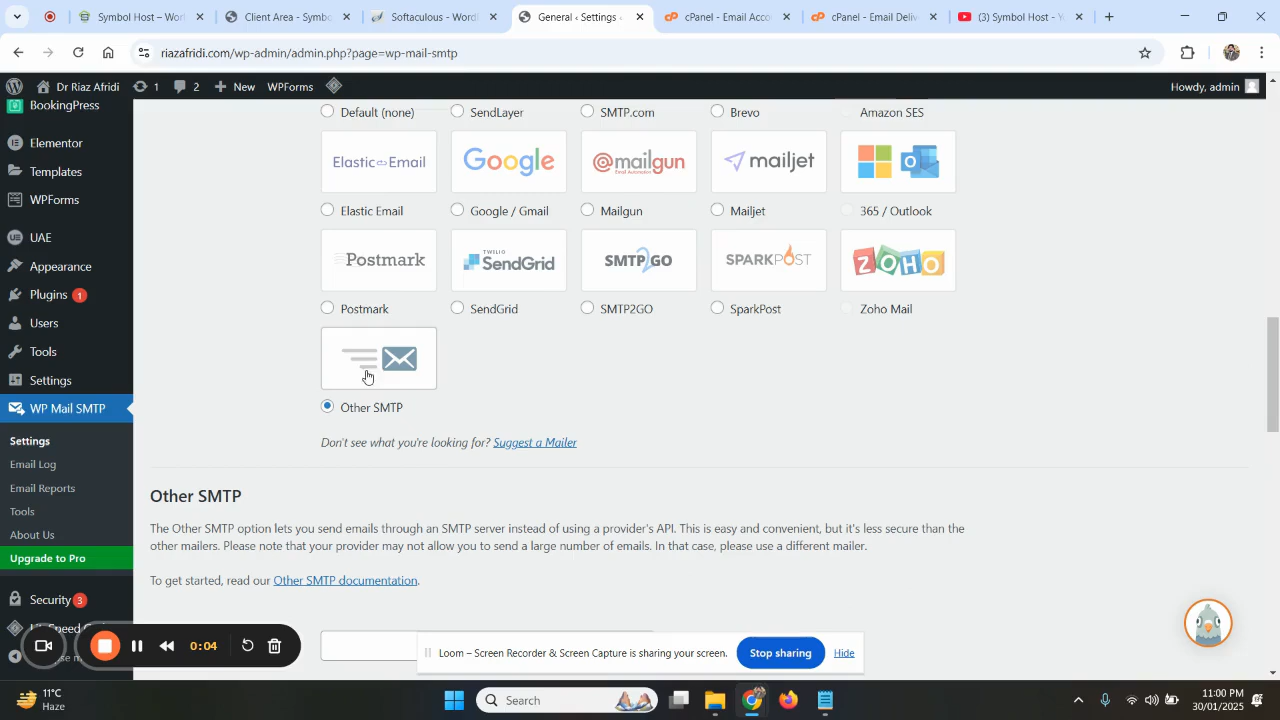 Symbol Host – Wor
Client Area - Symbo
Softaculous - Word
General ‹ Settings ‹
cPanel - Email Acco
cPanel - Email Deliv
(3) Symbol Host - Y
riazafridi.com/wp-admin/admin.php?page=wp-mail-smtp
Dr Riaz Afridi
1
2
New
WPForms
Howdy, admin
BookingPress
Elementor
Templates
WPForms
UAE
Appearance
Plugins 1
Users
Tools
Settings
WP Mail SMTP
Settings
Email Log
Email Reports
Tools
About Us
Upgrade to Pro
Security 3
Default (none)
SendLayer
SMTP.com
Brevo
Amazon SES
Elastic Email
Google
@mailgun
Email Automation
mailjet
Elastic Email
Google / Gmail
Mailgun
Mailjet
365 / Outlook
Postmark
TWILIO
SendGrid
SMTP2GO
SPARKPOST
ZOHO
Postmark
SendGrid
SMTP2GO
SparkPost
Zoho Mail
Other SMTP
Don't see what you're looking for? Suggest a Mailer
Other SMTP
The Other SMTP option lets you send emails through an SMTP server instead of using a provider's API. This is easy and convenient, but it's less secure than the
other mailers. Please note that your provider may not allow you to send a large number of emails. In that case, please use a different mailer.
To get started, read our Other SMTP documentation.
0:04
Loom – Screen Recorder & Screen Capture is sharing your screen.
Stop sharing
Hide
11°C
Haze
Search
11:00 PM
30/01/2025